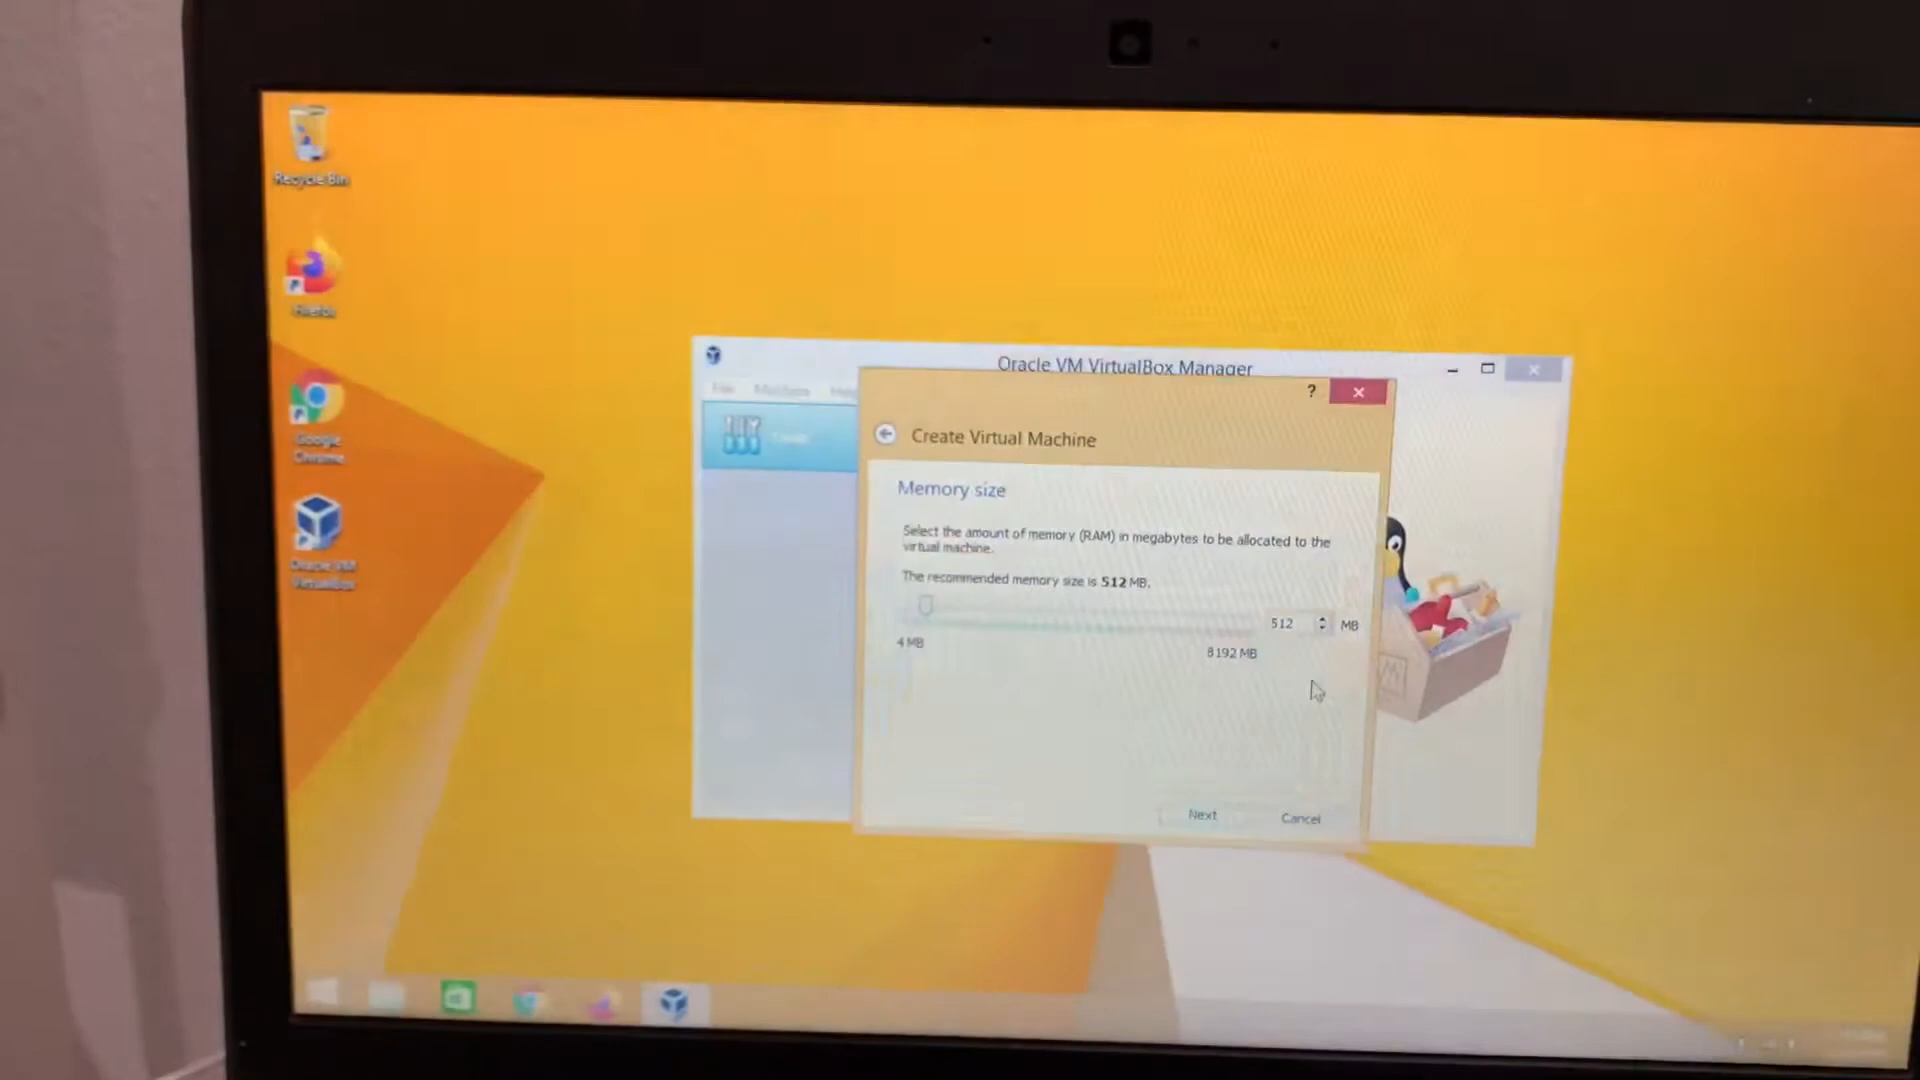 Recycle Bin
Firefox
Google
Chrome
Oracle VM
VirtualBox
Oracle VM VirtualBox Manager
File Machine Help
?
Create Virtual Machine
Memory size
Select the amount of memory (RAM) in megabytes to be allocated to the
virtual machine.
The recommended memory size is 512 MB.
512 MB
4 MB
8192 MB
Next Cancel